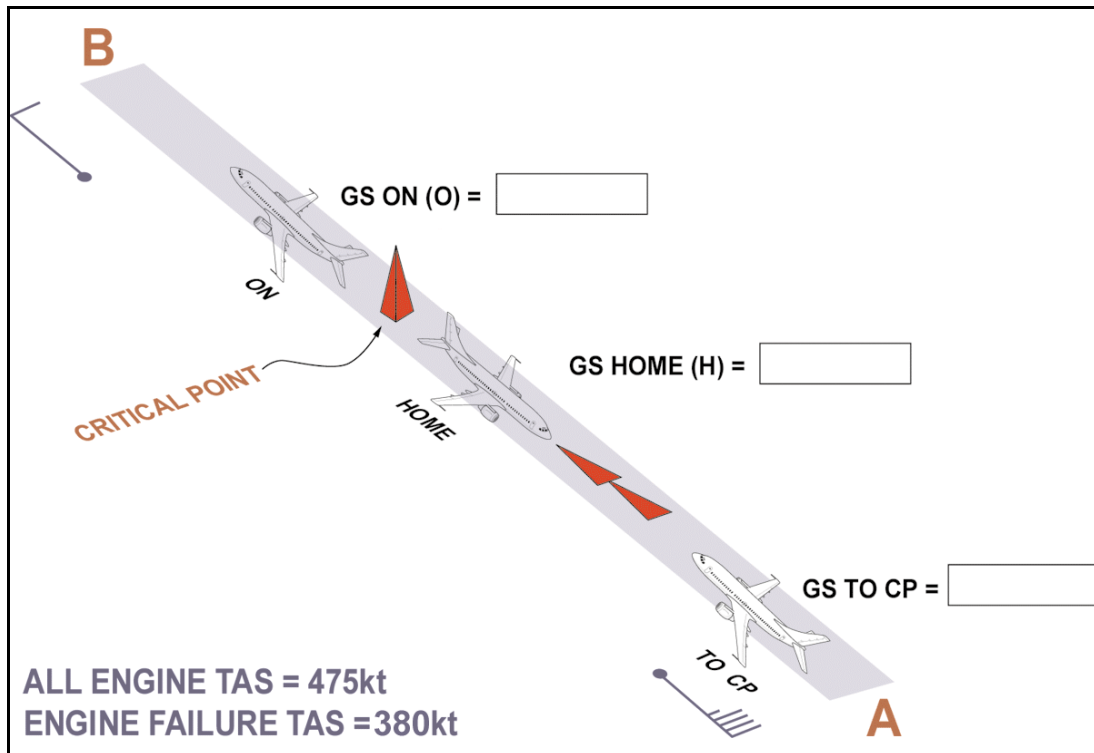 B
GS ON (O) =
ON
GS HOME (H) =
CRITICAL POINT
HOME
GS TO CP =
TO CP
ALL ENGINE TAS = 475kt
ENGINE FAILURE TAS =380kt
A